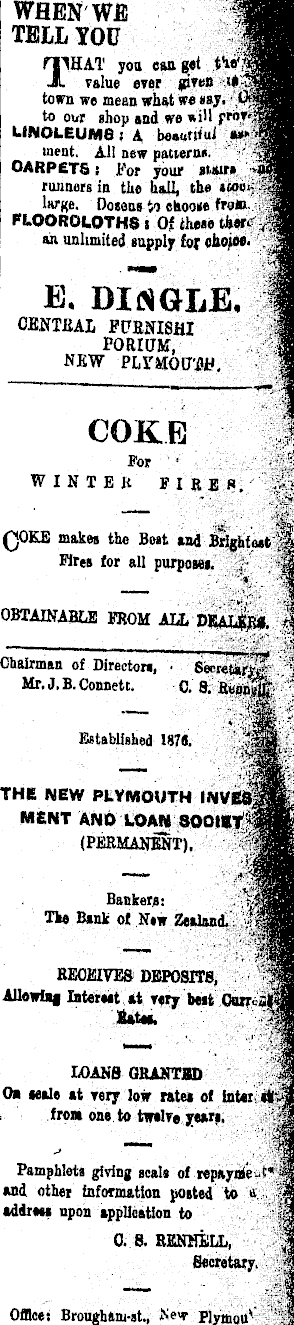 WHEN WE
TELL YOU
THAT you can get the
value ever given
town we mean what we say.
to our shop and we will
LINOLEUMS: A beautiful
ment. All new patterns.
CARPETS: For your stairs
runners in the hall, the
large. Dozens to choose from.
FLOORCLOTHS: Of these there
an unlimited supply for choice.
E. DINGLE,
CENTRAL FURNISHI
PORIUM,
NEW PLYMOUTH.
COKE
For
WINTER FIRES.
COKE makes the Best and Brightest
Fires for all purposes.
OBTAINABLE FROM ALL DEALERS.
Chairman of Directors, Secretary,
Mr. J. B. Connett. C. S. Rennell
Established 1876.
THE NEW PLYMOUTH INVES
MENT AND LOAN SOCIET
(PERMANENT).
Bankers:
The Bank of New Zealand.
RECEIVES DEPOSITS,
Allowing Interest at very best Current
Rates.
LOANS GRANTED
On scale at very low rates of interest
from one to twelve years.
Pamphlets giving scale of repayme
and other information posted to
address upon application to
C. S. RENNELL,
Secretary.
Office: Brougham-st., New Plymou